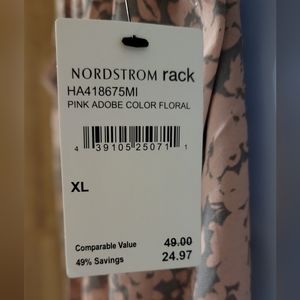 NORDSTROM rack
HA418675MI
PINK ADOBE COLOR FLORAL
4 39105 25071 1
XL
Comparable Value 49.00
49% Savings 24.97